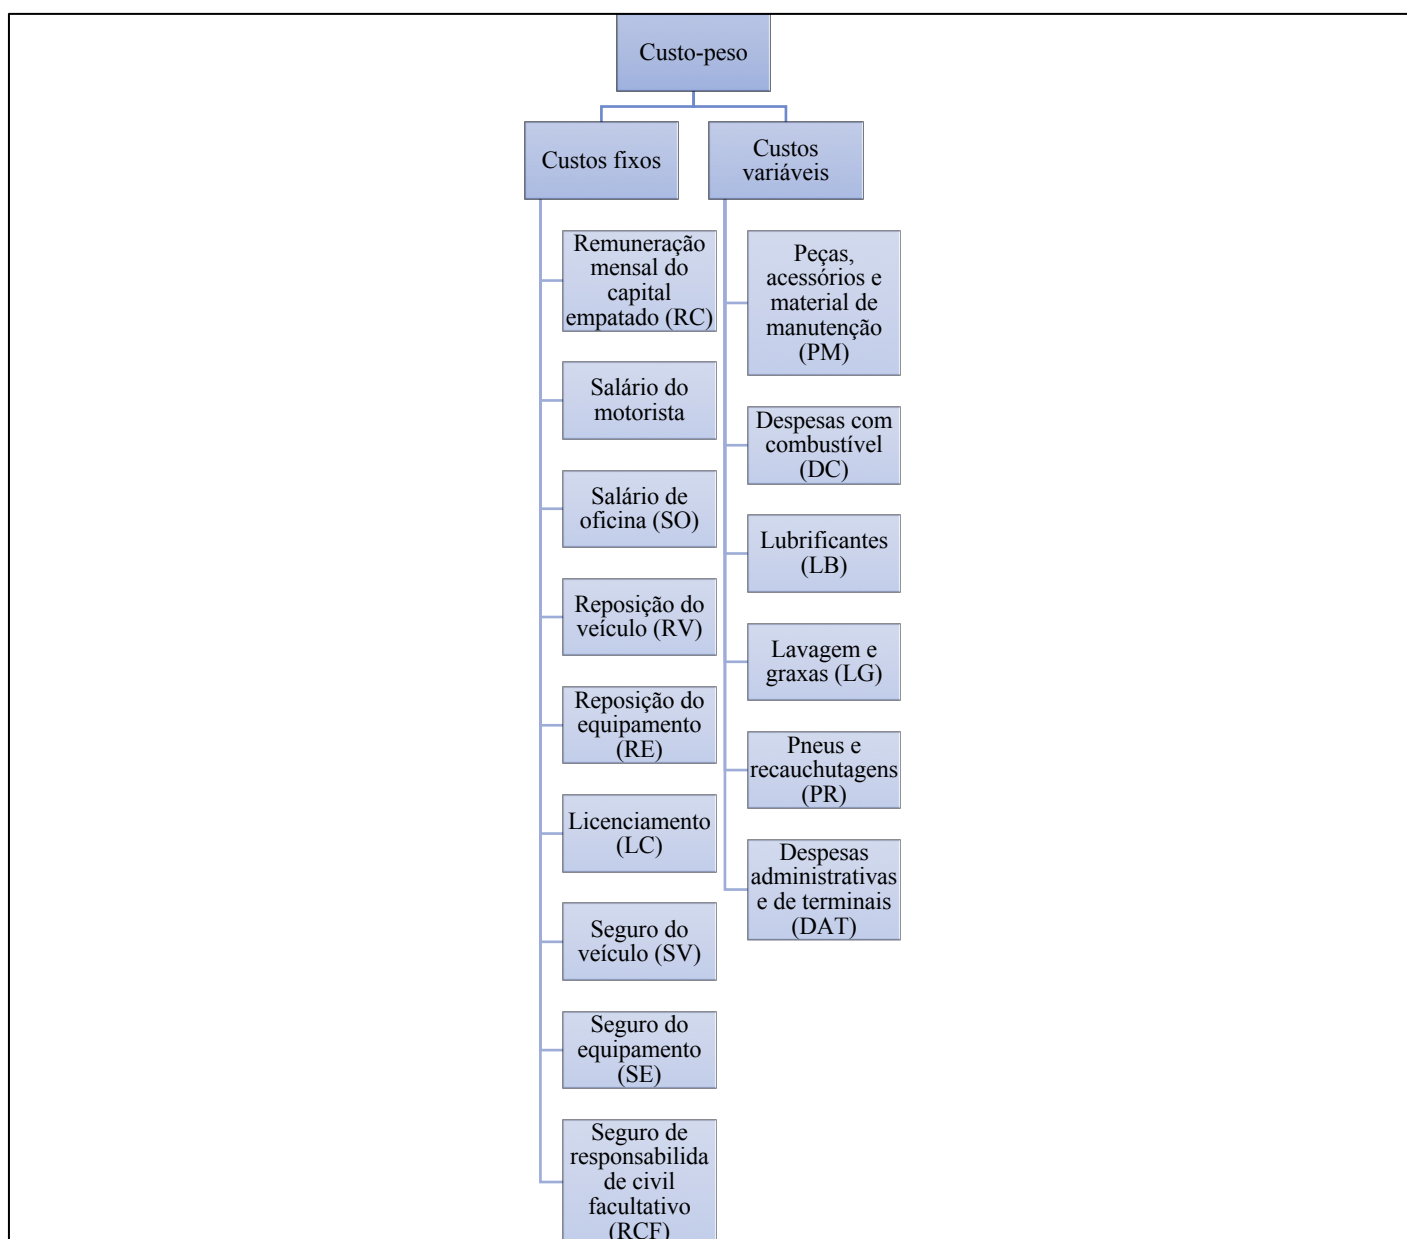 Custo-peso
Custos fixos
Remuneração
mensal do
capital
empatado (RC)
Salário do
motorista
Salário de
oficina (SO)
Reposição do
veículo (RV)
Reposição do
equipamento
(RE)
Licenciamento
(LC)
Seguro do
veículo (SV)
Seguro do
equipamento
(SE)
Seguro de
responsabilida
de civil
facultativo
(RCF)
Custos
variáveis
Peças,
acessórios e
material de
manutenção
(PM)
Despesas com
combustível
(DC)
Lubrificantes
(LB)
Lavagem e
graxas (LG)
Pneus e
recauchutagens
(PR)
Despesas
administrativas
e de terminais
(DAT)